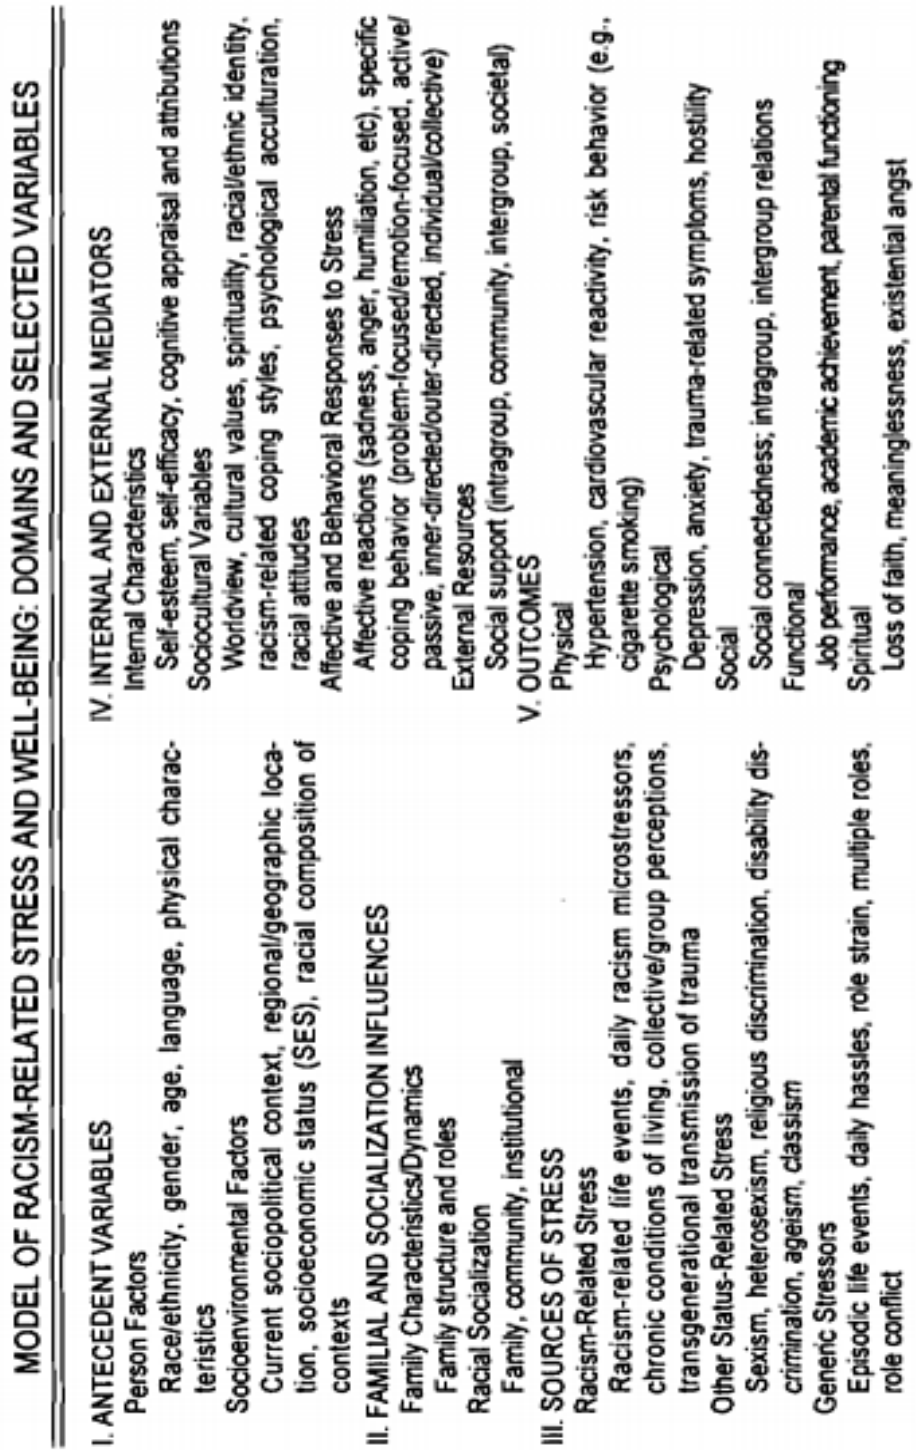 MODEL OF RACISM-RELATED STRESS AND WELL-BEING: DOMAINS AND SELECTED VARIABLES
I. ANTECEDENT VARIABLES
Person Factors
Race/ethnicity, gender, age, language, physical charac-
teristics
Socioenvironmental Factors
Current sociopolitical context, regional/geographic loca-
tion, socioeconomic status (SES), racial composition of
contexts
II. FAMILIAL AND SOCIALIZATION INFLUENCES
Family Characteristics/Dynamics
Family structure and roles
Racial Socialization
Family, community, institutional
III. SOURCES OF STRESS
Racism-Related Stress
Racism-related life events, daily racism microstressors,
chronic conditions of living, collective/group perceptions,
transgenerational transmission of trauma
Other Status-Related Stress
Sexism, heterosexism, religious discrimination, disability dis-
crimination, ageism, classism
Generic Stressors
Episodic life events, daily hassles, role strain, multiple roles,
role conflict
IV. INTERNAL AND EXTERNAL MEDIATORS
Internal Characteristics
Self-esteem, self-efficacy, cognitive appraisal and attributions
Sociocultural Variables
Worldview, cultural values, spirituality, racial/ethnic identity,
racism-related coping styles, psychological acculturation,
racial attitudes
Affective and Behavioral Responses to Stress
Affective reactions (sadness, anger, humiliation, etc), specific
coping behavior (problem-focused/emotion-focused, active/
passive, inner-directed/outer-directed, individual/collective)
External Resources
Social support (intragroup, community, intergroup, societal)
V. OUTCOMES
Physical
Hypertension, cardiovascular reactivity, risk behavior (e.g.,
cigarette smoking)
Psychological
Depression, anxiety, trauma-related symptoms, hostility
Social
Social connectedness; intragroup, intergroup relations
Functional
Job performance, academic achievement, parental functioning
Spiritual
Loss of faith, meaninglessness, existential angst